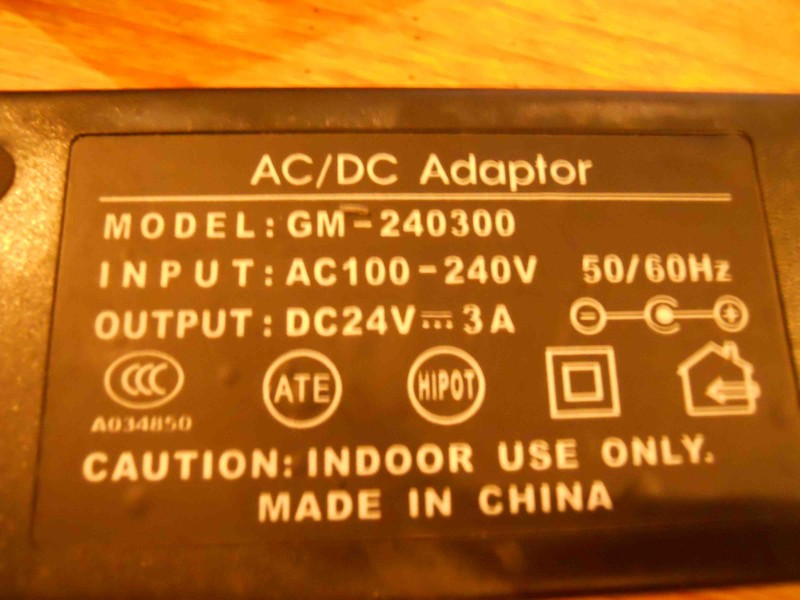 AC/DC Adaptor
MODEL: GM-240300
INPUT: AC100-240V 50/60Hz
OUTPUT: DC24V⎓3A
CCC ATE HIPOT
A034850
CAUTION: INDOOR USE ONLY.
MADE IN CHINA